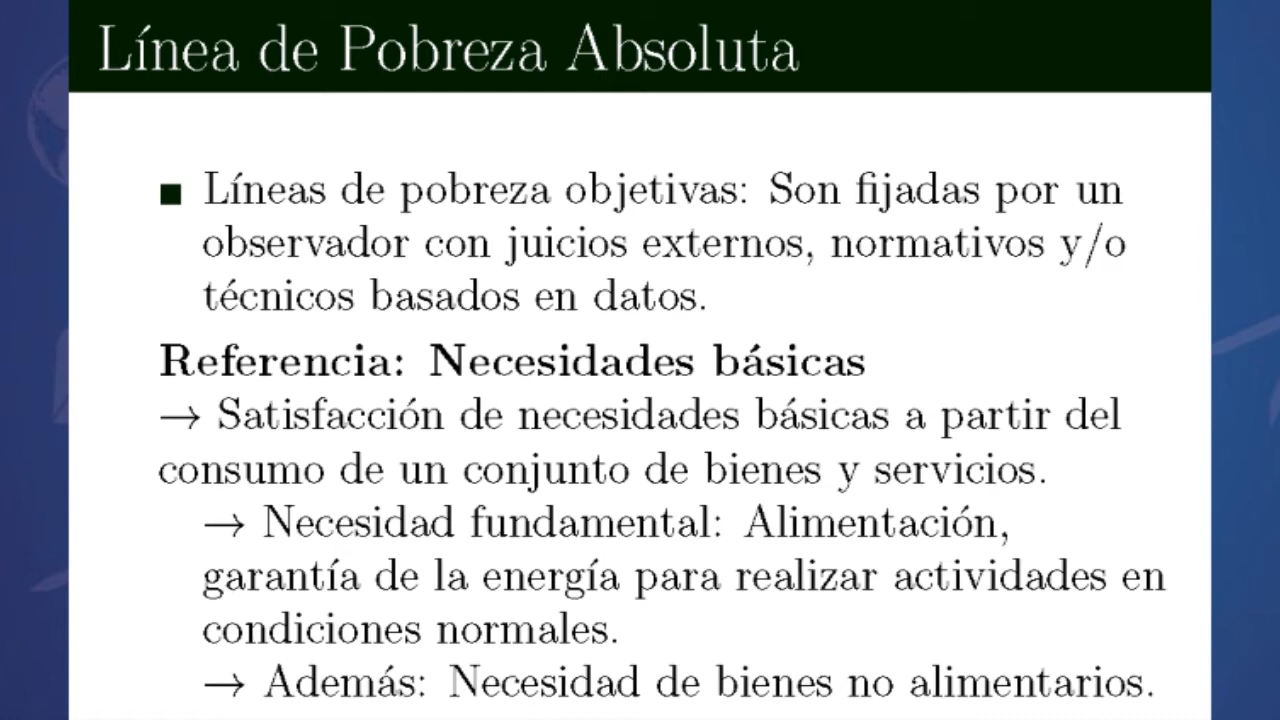 Línea de Pobreza Absoluta
■ Líneas de pobreza objetivas: Son fijadas por un
observador con juicios externos, normativos y/o
técnicos basados en datos.
Referencia: Necesidades básicas
→ Satisfacción de necesidades básicas a partir del
consumo de un conjunto de bienes y servicios.
→ Necesidad fundamental: Alimentación,
garantía de la energía para realizar actividades en
condiciones normales.
→ Además: Necesidad de bienes no alimentarios.